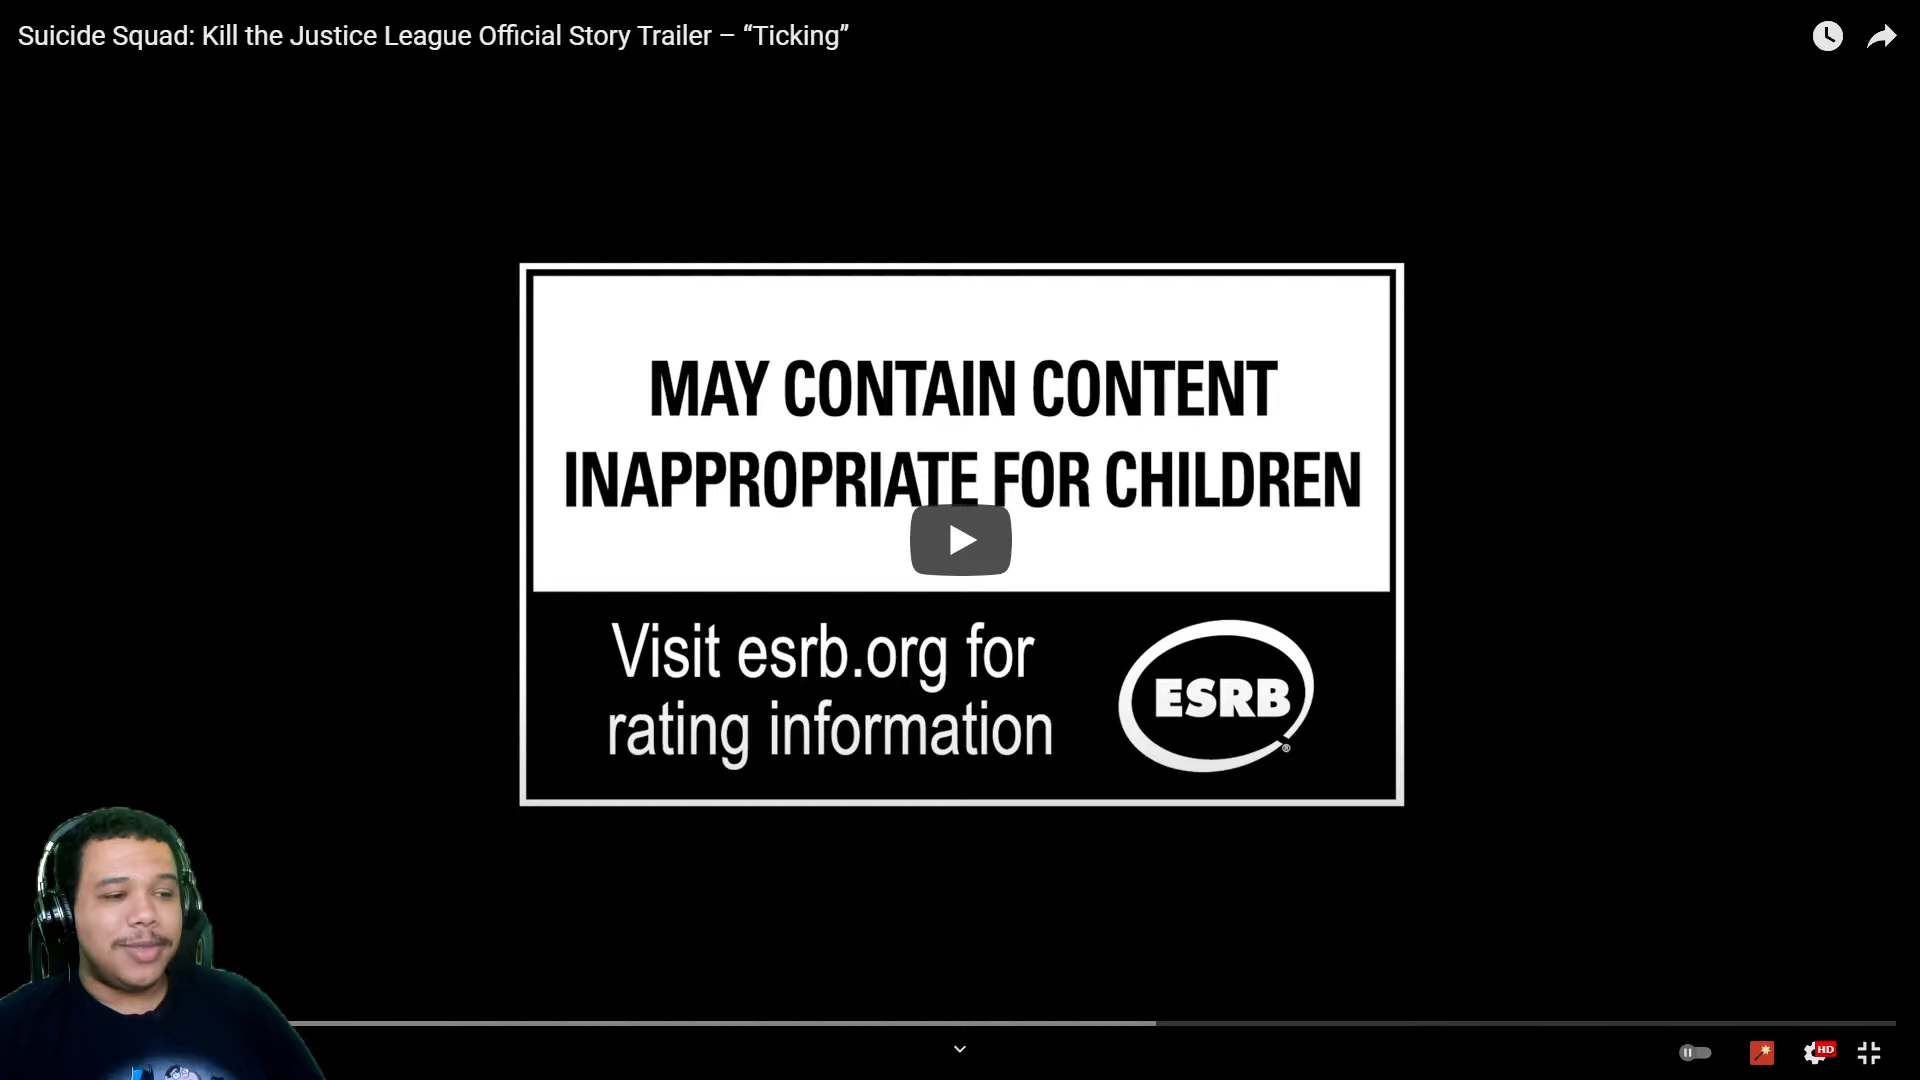 Suicide Squad: Kill the Justice League Official Story Trailer – “Ticking”
MAY CONTAIN CONTENT
INAPPROPRIATE FOR CHILDREN
Visit esrb.org for
rating information
ESRB
®
HD